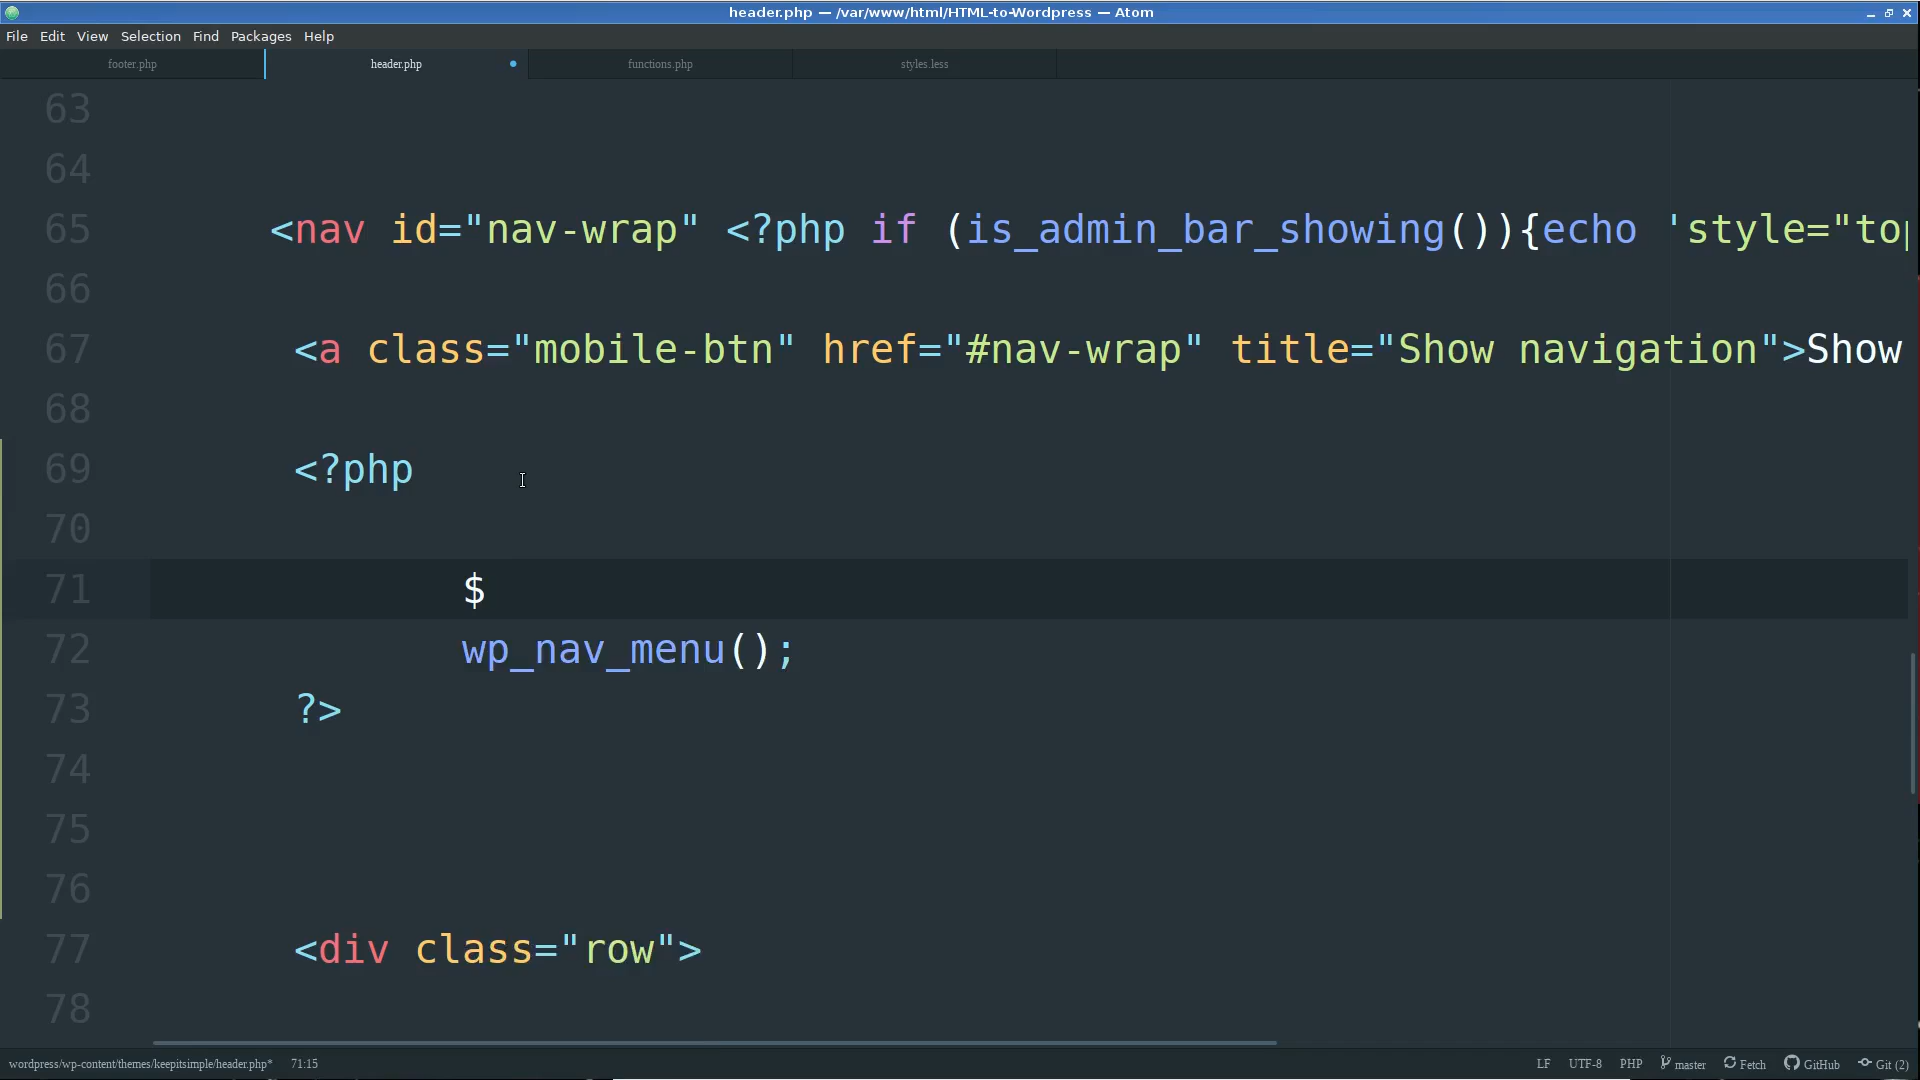 header.php — /var/www/html/HTML-to-Wordpress — Atom
File Edit View Selection Find Packages Help
footer.php header.php functions.php styles.less
63
64
65 <nav id="nav-wrap" <?php if (is_admin_bar_showing()){echo 'style="top
66
67 <a class="mobile-btn" href="#nav-wrap" title="Show navigation">Show
68
69 <?php
70
71 $
72 wp_nav_menu();
73 ?>
74
75
76
77 <div class="row">
78
wordpress/wp-content/themes/keepitsimple/header.php* 71:15 LF UTF-8 PHP master Fetch GitHub Git (2)